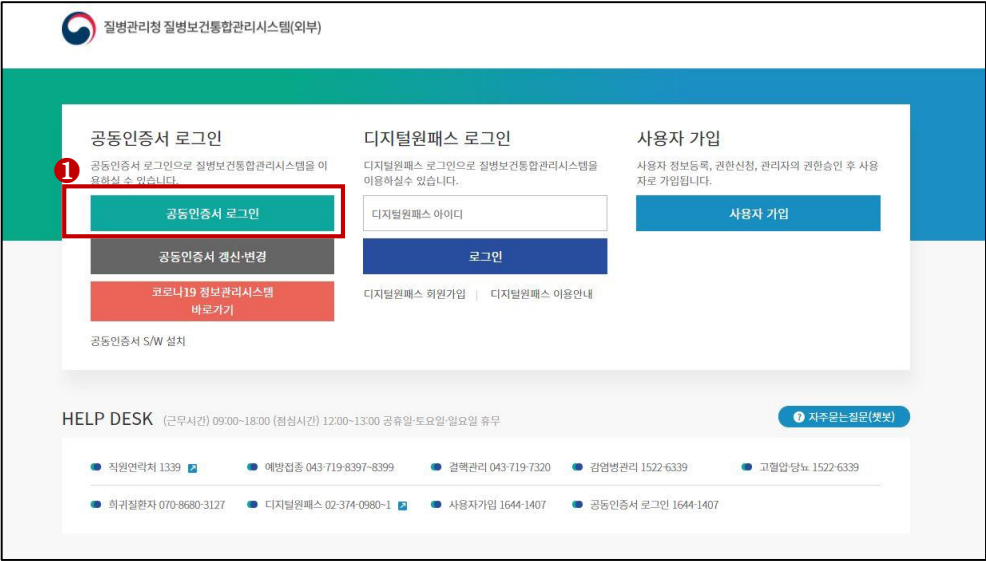 질병관리청 질병보건통합관리시스템(외부)
공동인증서 로그인
공동인증서 로그인으로 질병보건통합관리시스템을 이
용하실 수 있습니다.
1
공동인증서 로그인
공동인증서 갱신·변경
코로나19 정보관리시스템
바로가기
공동인증서 S/W 설치
디지털원패스 로그인
디지털원패스 로그인으로 질병보건통합관리시스템을
이용하실수 있습니다.
디지털원패스 아이디
로그인
디지털원패스 회원가입 | 디지털원패스 이용안내
사용자 가입
사용자 정보등록, 권한신청, 관리자의 권한승인 후 사용
자로 가입됩니다.
사용자 가입
HELP DESK (근무시간) 09:00~18:00 (점심시간) 12:00~13:00 공휴일·토요일·일요일 휴무
? 자주묻는질문(챗봇)
직원연락처 1339 예방접종 043-719-8397~8399 결핵관리 043-719-7320 감염병관리 1522-6339 고혈압·당뇨 1522-6339
희귀질환자 070-8680-3127 디지털원패스 02-374-0980~1 사용자가입 1644-1407 공동인증서 로그인 1644-1407